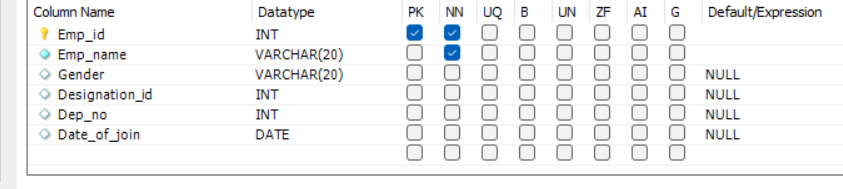 Column Name Datatype PK NN UQ B UN ZF AI G Default/Expression
Emp_id INT
Emp_name VARCHAR(20)
Gender VARCHAR(20) NULL
Designation_id INT NULL
Dep_no INT NULL
Date_of_join DATE NULL